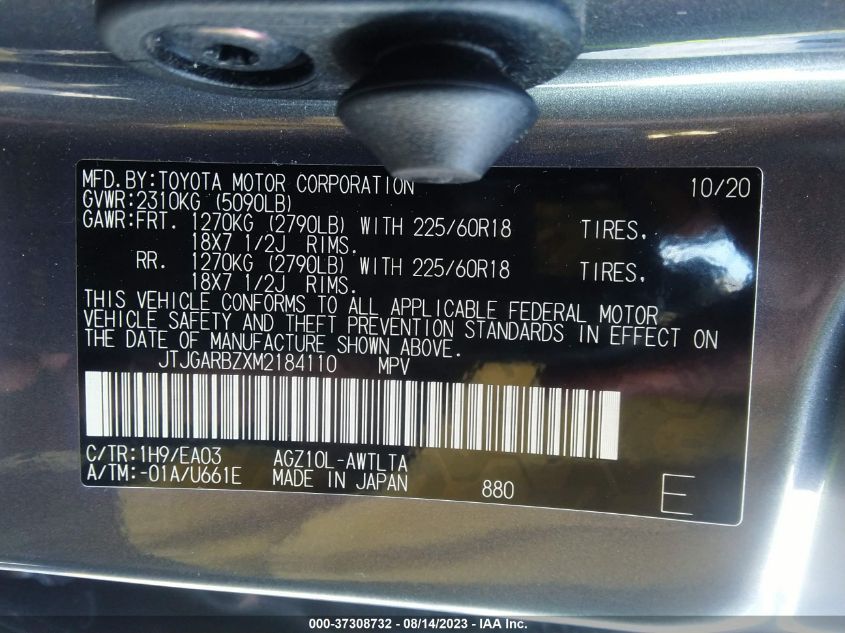 MFD.BY:TOYOTA MOTOR CORPORATION 10/20
GVWR:2310KG (5090LB)
GAWR:FRT. 1270KG (2790LB) WITH 225/60R18 TIRES,
18X7 1/2J RIMS.
RR. 1270KG (2790LB) WITH 225/60R18 TIRES,
18X7 1/2J RIMS.
THIS VEHICLE CONFORMS TO ALL APPLICABLE FEDERAL MOTOR
VEHICLE SAFETY AND THEFT PREVENTION STANDARDS IN EFFECT ON
THE DATE OF MANUFACTURE SHOWN ABOVE.
JTJGARBZXM2184110 MPV
C/TR:1H9/EA03 AGZ10L-AWTLTA
A/TM:-01A/U661E MADE IN JAPAN 880 E
000-37308732 - 08/14/2023 - IAA Inc.